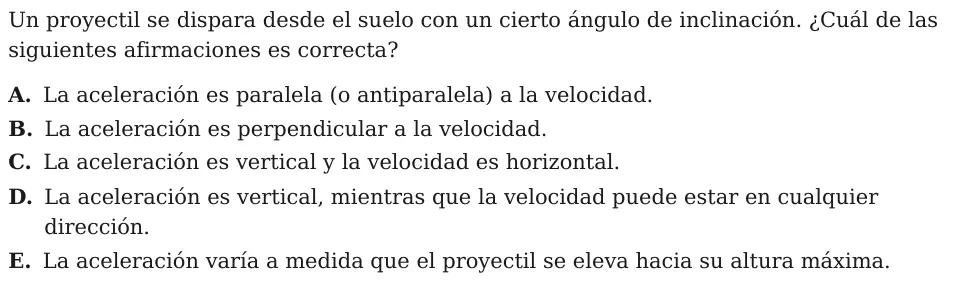 Un proyectil se dispara desde el suelo con un cierto ángulo de inclinación. ¿Cuál de las
siguientes afirmaciones es correcta?
A. La aceleración es paralela (o antiparalela) a la velocidad.
B. La aceleración es perpendicular a la velocidad.
C. La aceleración es vertical y la velocidad es horizontal.
D. La aceleración es vertical, mientras que la velocidad puede estar en cualquier
dirección.
E. La aceleración varía a medida que el proyectil se eleva hacia su altura máxima.